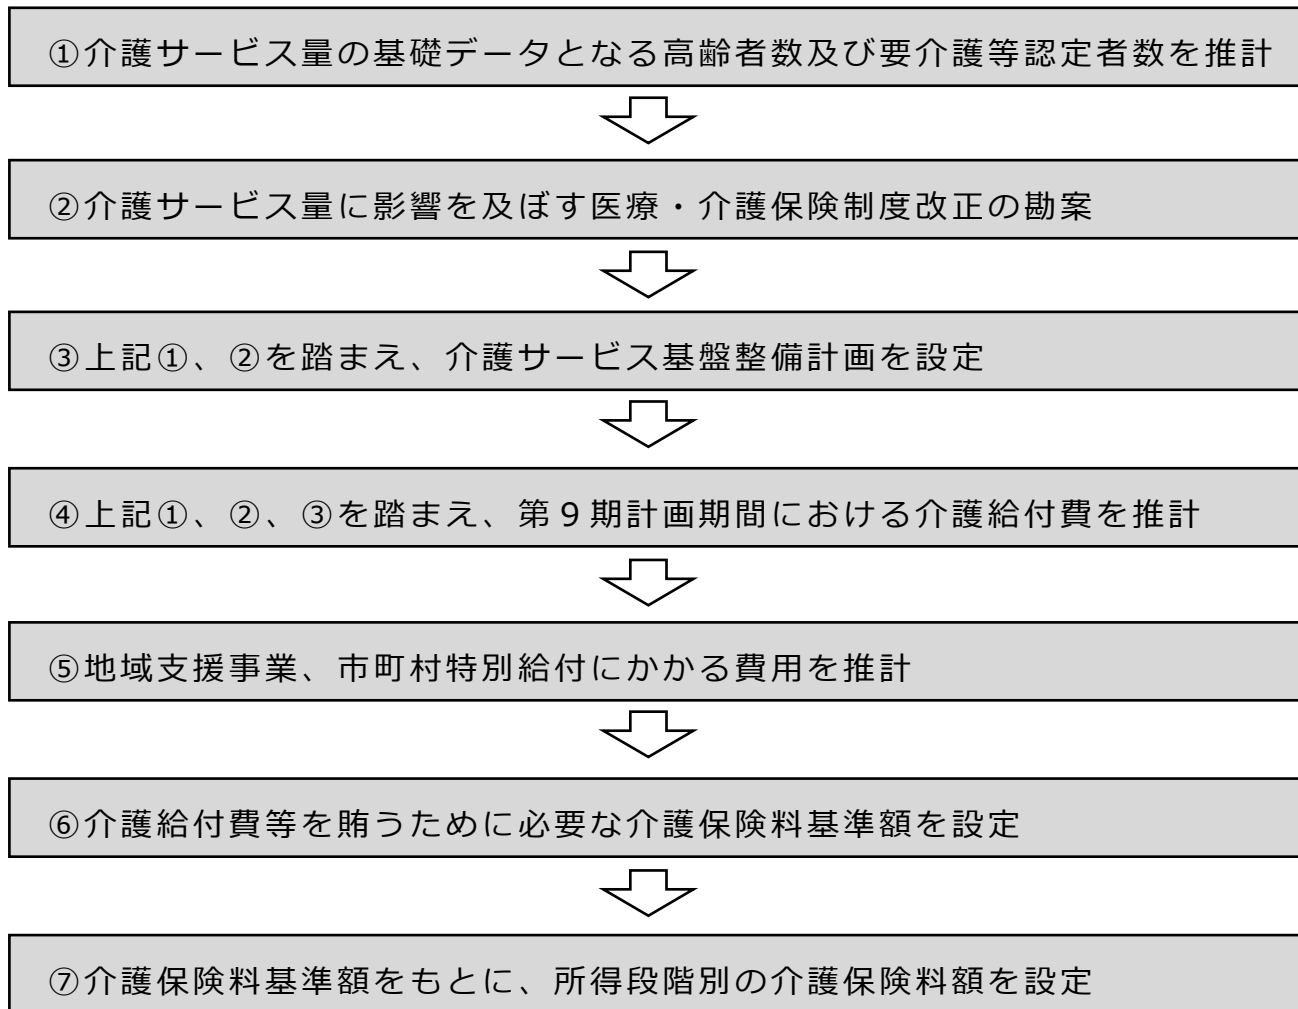 ①介護サービス量の基礎データとなる高齢者数及び要介護等認定者数を推計
②介護サービス量に影響を及ぼす医療・介護保険制度改正の勘案
③上記①、②を踏まえ、介護サービス基盤整備計画を設定
④上記①、②、③を踏まえ、第９期計画期間における介護給付費を推計
⑤地域支援事業、市町村特別給付にかかる費用を推計
⑥介護給付費等を賄うために必要な介護保険料基準額を設定
⑦介護保険料基準額をもとに、所得段階別の介護保険料額を設定